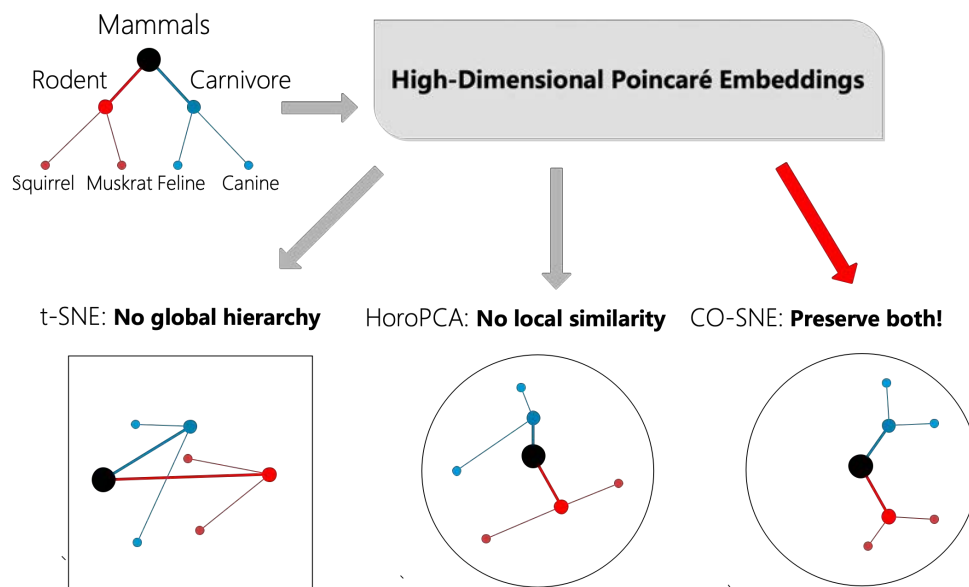 Mammals
Rodent Carnivore
Squirrel Muskrat Feline Canine
High-Dimensional Poincaré Embeddings
t-SNE: No global hierarchy
HoroPCA: No local similarity
CO-SNE: Preserve both!